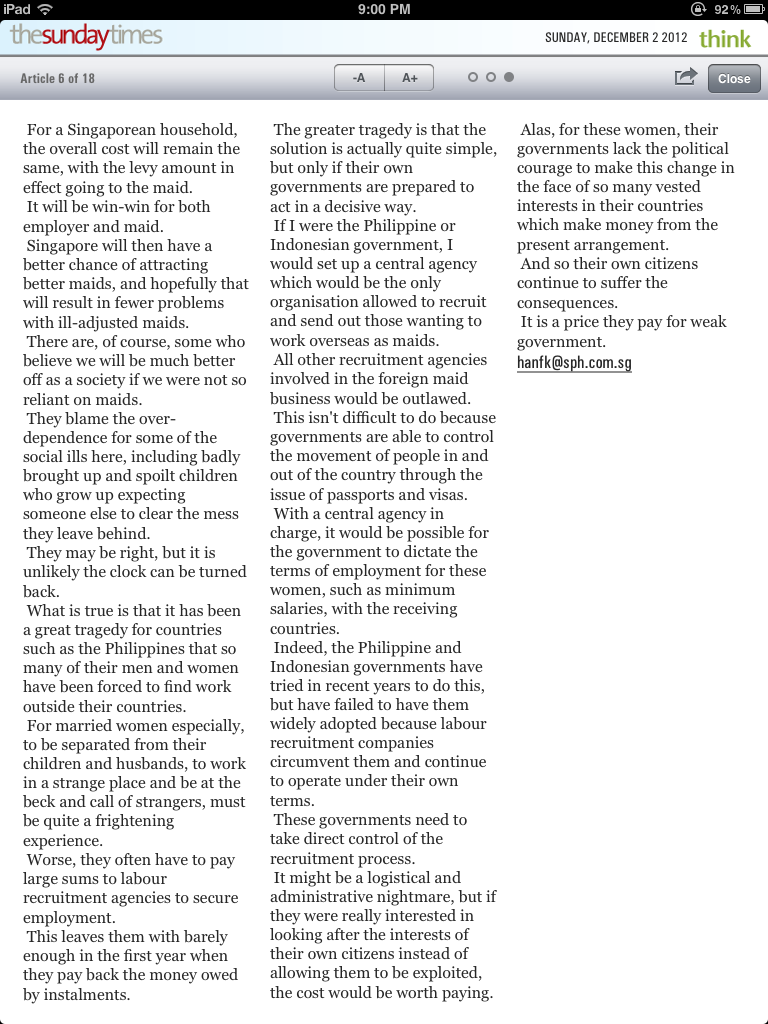 iPad 9:00 PM 92%
thesundaytimes SUNDAY, DECEMBER 2 2012 think
Article 6 of 18 -A A+ Close
For a Singaporean household,
the overall cost will remain the
same, with the levy amount in
effect going to the maid.
It will be win-win for both
employer and maid.
Singapore will then have a
better chance of attracting
better maids, and hopefully that
will result in fewer problems
with ill-adjusted maids.
There are, of course, some who
believe we will be much better
off as a society if we were not so
reliant on maids.
They blame the over-
dependence for some of the
social ills here, including badly
brought up and spoilt children
who grow up expecting
someone else to clear the mess
they leave behind.
They may be right, but it is
unlikely the clock can be turned
back.
What is true is that it has been
a great tragedy for countries
such as the Philippines that so
many of their men and women
have been forced to find work
outside their countries.
For married women especially,
to be separated from their
children and husbands, to work
in a strange place and be at the
beck and call of strangers, must
be quite a frightening
experience.
Worse, they often have to pay
large sums to labour
recruitment agencies to secure
employment.
This leaves them with barely
enough in the first year when
they pay back the money owed
by instalments.
The greater tragedy is that the
solution is actually quite simple,
but only if their own
governments are prepared to
act in a decisive way.
If I were the Philippine or
Indonesian government, I
would set up a central agency
which would be the only
organisation allowed to recruit
and send out those wanting to
work overseas as maids.
All other recruitment agencies
involved in the foreign maid
business would be outlawed.
This isn't difficult to do because
governments are able to control
the movement of people in and
out of the country through the
issue of passports and visas.
With a central agency in
charge, it would be possible for
the government to dictate the
terms of employment for these
women, such as minimum
salaries, with the receiving
countries.
Indeed, the Philippine and
Indonesian governments have
tried in recent years to do this,
but have failed to have them
widely adopted because labour
recruitment companies
circumvent them and continue
to operate under their own
terms.
These governments need to
take direct control of the
recruitment process.
It might be a logistical and
administrative nightmare, but if
they were really interested in
looking after the interests of
their own citizens instead of
allowing them to be exploited,
the cost would be worth paying.
Alas, for these women, their
governments lack the political
courage to make this change in
the face of so many vested
interests in their countries
which make money from the
present arrangement.
And so their own citizens
continue to suffer the
consequences.
It is a price they pay for weak
government.
hanfk@sph.com.sg